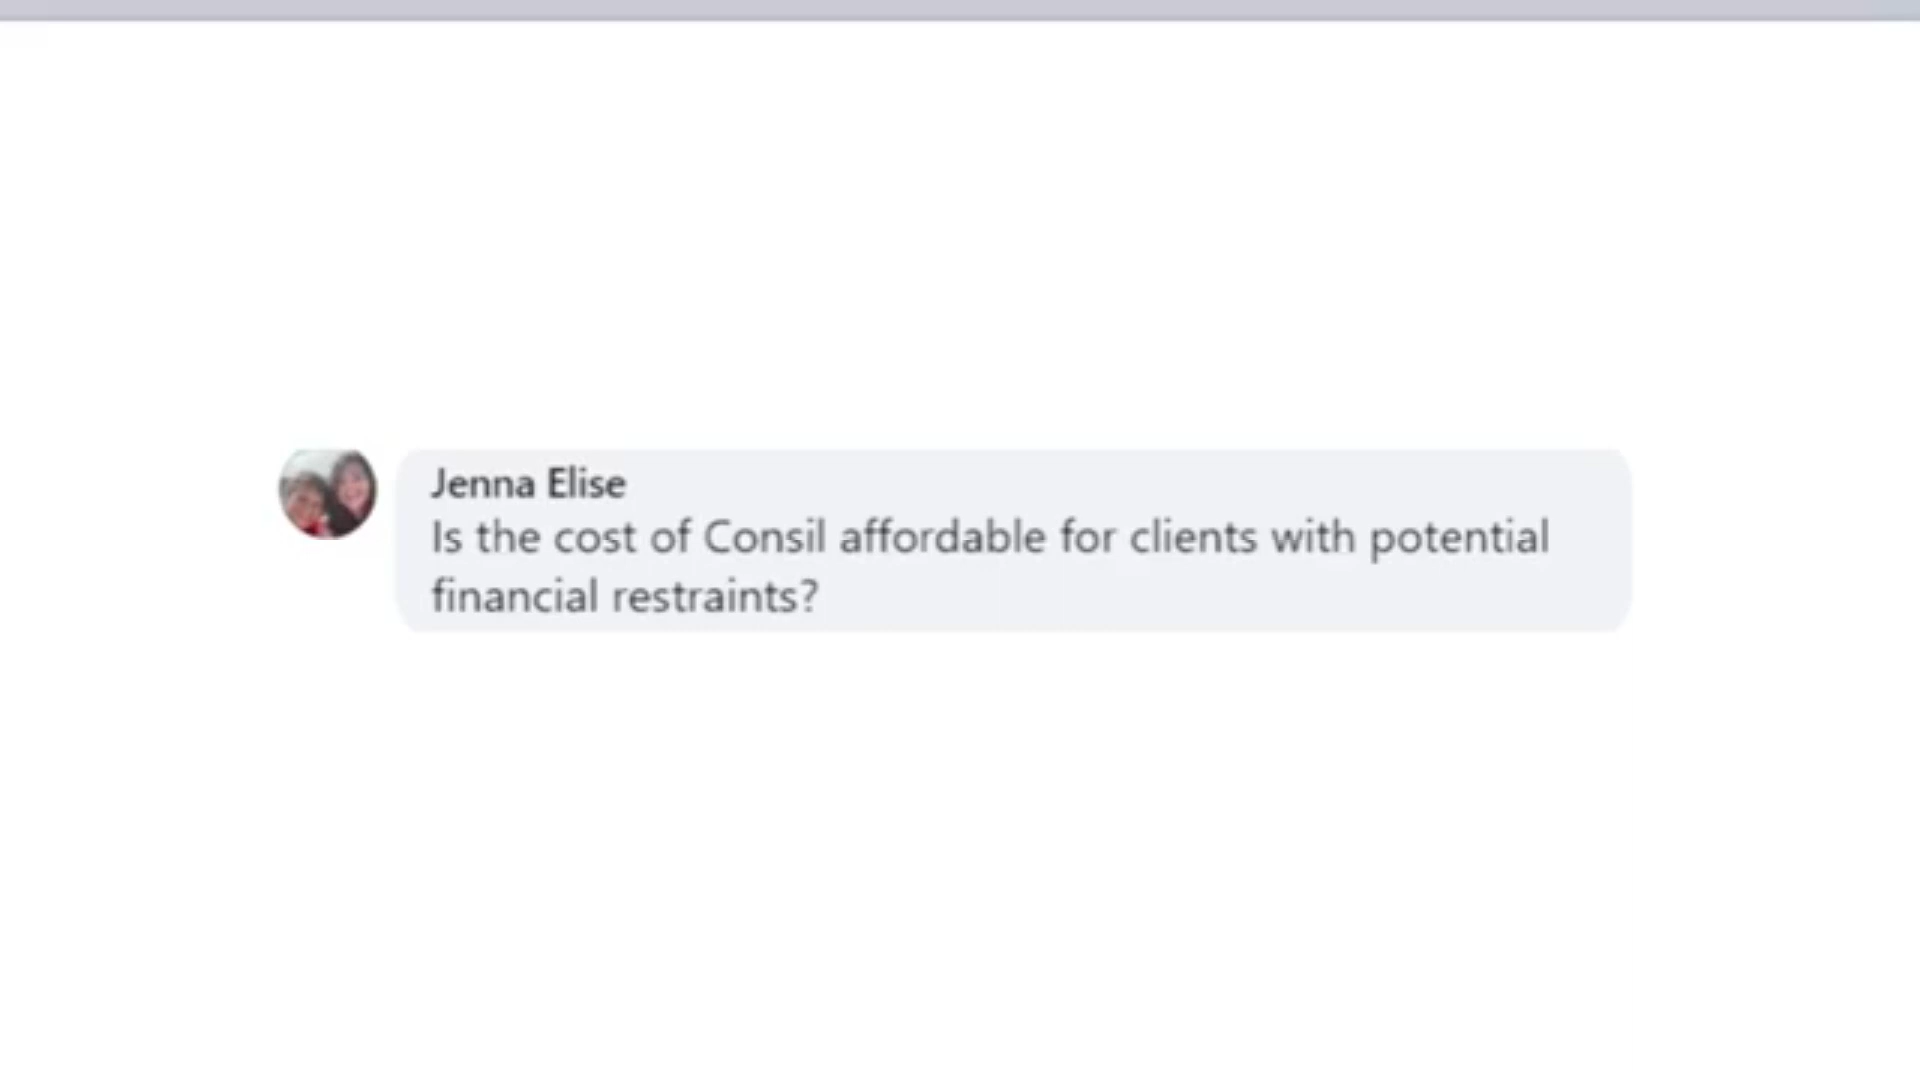 Jenna Elise
Is the cost of Consil affordable for clients with potential
financial restraints?